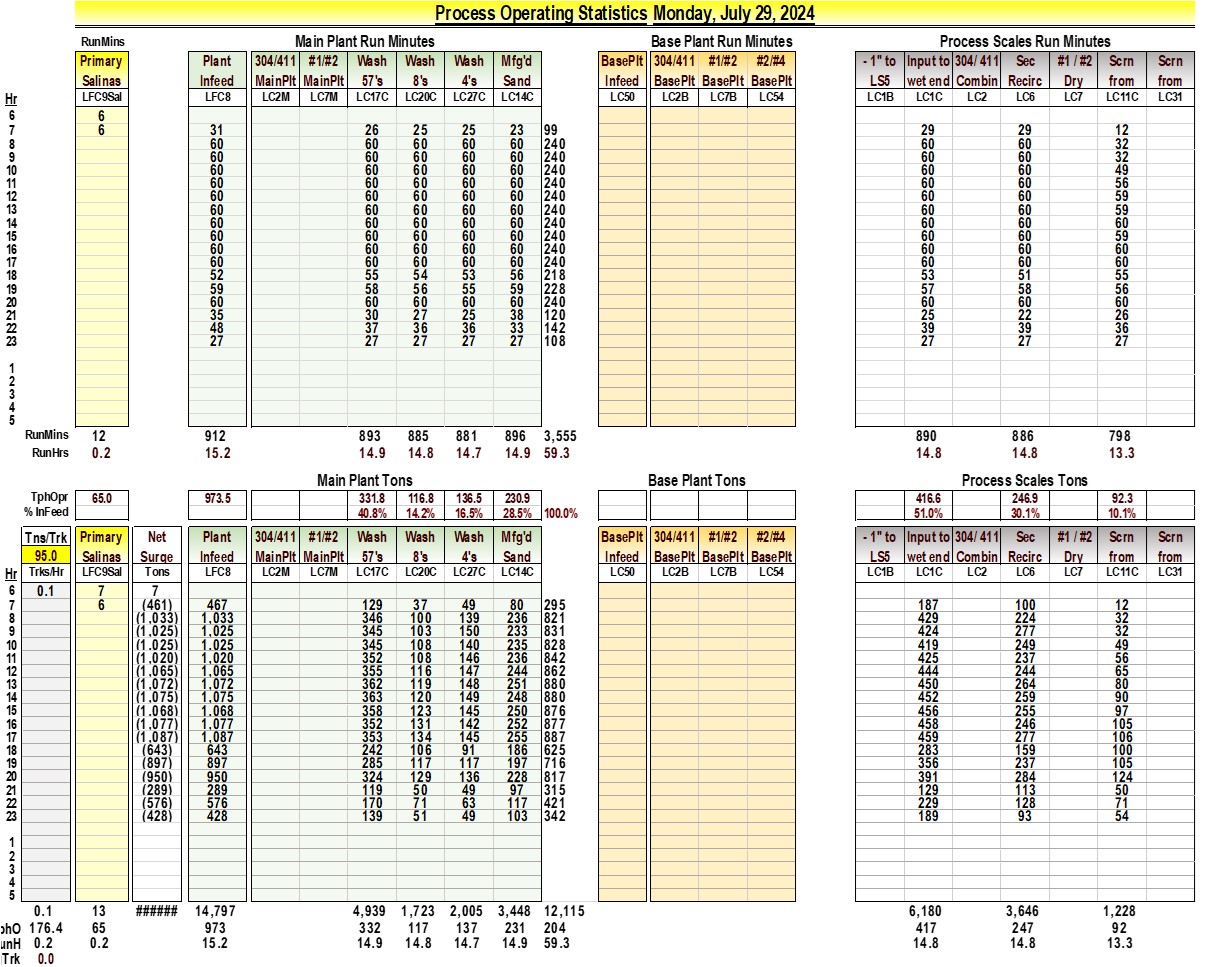 Process Operating Statistics Monday, July 29, 2024
RunMins Main Plant Run Minutes Base Plant Run Minutes Process Scales Run Minutes
Primary Plant 304/411 #1/#2 Wash Wash Wash Mfg'd BasePlt 304/411 #1/#2 #2/#4 - 1" to Input to 304/ 411 Sec #1 / #2 Scrn Scrn
Salinas Infeed MainPlt MainPlt 57's 8's 4's Sand Infeed BasePlt BasePlt BasePlt LS5 wet end Combin Recirc Dry from from
Hr LFC9Sal LFC8 LC2M LC7M LC17C LC20C LC27C LC14C LC50 LC2B LC7B LC54 LC1B LC1C LC2 LC6 LC7 LC11C LC31
6 6
7 6 31 26 25 25 23 99 29 29 12
8 60 60 60 60 60 240 60 60 32
9 60 60 60 60 60 240 60 60 32
10 60 60 60 60 60 240 60 60 49
11 60 60 60 60 60 240 60 60 56
12 60 60 60 60 60 240 60 60 59
13 60 60 60 60 60 240 60 60 59
14 60 60 60 60 60 240 60 60 60
15 60 60 60 60 60 240 60 60 59
16 60 60 60 60 60 240 60 60 60
17 60 60 60 60 60 240 60 60 60
18 52 55 54 53 56 218 53 51 55
19 59 58 56 55 59 228 57 58 56
20 60 60 60 60 60 240 60 60 60
21 35 30 27 25 38 120 25 22 26
22 48 37 36 36 33 142 39 39 36
23 27 27 27 27 27 108 27 27 27
1
2
3
4
5
RunMins 12 912 893 885 881 896 3,555 890 886 798
RunHrs 0.2 15.2 14.9 14.8 14.7 14.9 59.3 14.8 14.8 13.3
Main Plant Tons Base Plant Tons Process Scales Tons
TphOpr 65.0 973.5 331.8 116.8 136.5 230.9 416.6 246.9 92.3
% InFeed 40.8% 14.2% 16.5% 28.5% 100.0% 51.0% 30.1% 10.1%
Tns/Trk Primary Net Plant 304/411 #1/#2 Wash Wash Wash Mfg'd BasePlt 304/411 #1/#2 #2/#4 - 1" to Input to 304/ 411 Sec #1 / #2 Scrn Scrn
95.0 Salinas Surge Infeed MainPlt MainPlt 57's 8's 4's Sand Infeed BasePlt BasePlt BasePlt LS5 wet end Combin Recirc Dry from from
Hr Trks/Hr LFC9Sal Tons LFC8 LC2M LC7M LC17C LC20C LC27C LC14C LC50 LC2B LC7B LC54 LC1B LC1C LC2 LC6 LC7 LC11C LC31
6 0.1 7 7
7 6 (461) 467 129 37 49 80 295 187 100 12
8 (1,033) 1,033 346 100 139 236 821 429 224 32
9 (1,025) 1,025 345 103 150 233 831 424 277 32
10 (1,025) 1,025 345 108 140 235 828 419 249 49
11 (1,020) 1,020 352 108 146 236 842 425 237 56
12 (1,065) 1,065 355 116 147 244 862 444 244 65
13 (1,072) 1,072 362 119 148 251 880 450 264 80
14 (1,075) 1,075 363 120 149 248 880 452 259 90
15 (1,068) 1,068 358 123 145 250 876 456 255 97
16 (1,077) 1,077 352 131 142 252 877 458 246 105
17 (1,087) 1,087 353 134 145 255 887 459 277 106
18 (643) 643 242 106 91 186 625 283 159 100
19 (897) 897 285 117 117 197 716 356 237 105
20 (950) 950 324 129 136 228 817 391 284 124
21 (289) 289 119 50 49 97 315 129 113 50
22 (576) 576 170 71 63 117 421 229 128 71
23 (428) 428 139 51 49 103 342 189 93 54
1
2
3
4
5
0.1 13 ###### 14,797 4,939 1,723 2,005 3,448 12,115 6,180 3,646 1,228
phO 176.4 65 973 332 117 137 231 204 417 247 92
unH 0.2 0.2 15.2 14.9 14.8 14.7 14.9 59.3 14.8 14.8 13.3
Trk 0.0